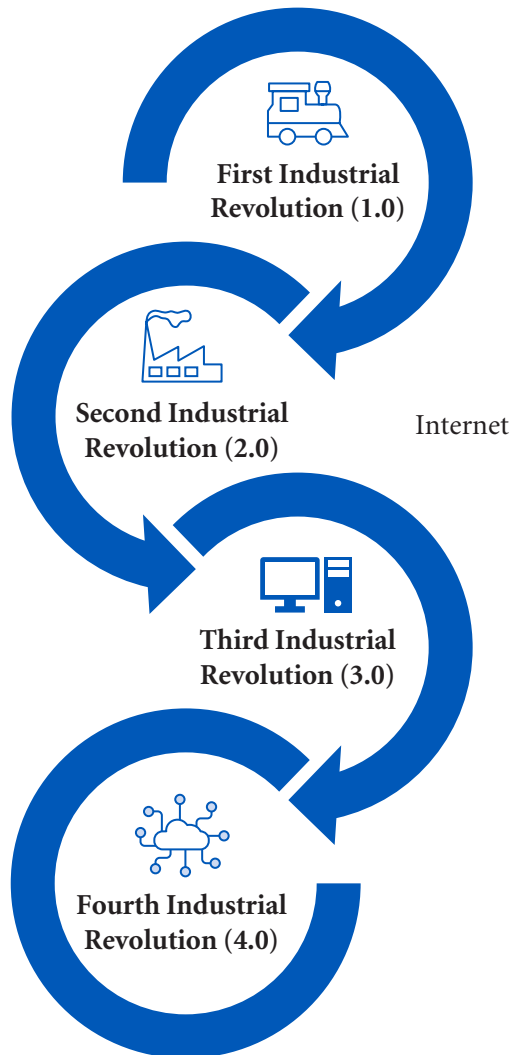 First Industrial
Revolution (1.0)
Second Industrial
Revolution (2.0)
Internet
Third Industrial
Revolution (3.0)
Fourth Industrial
Revolution (4.0)